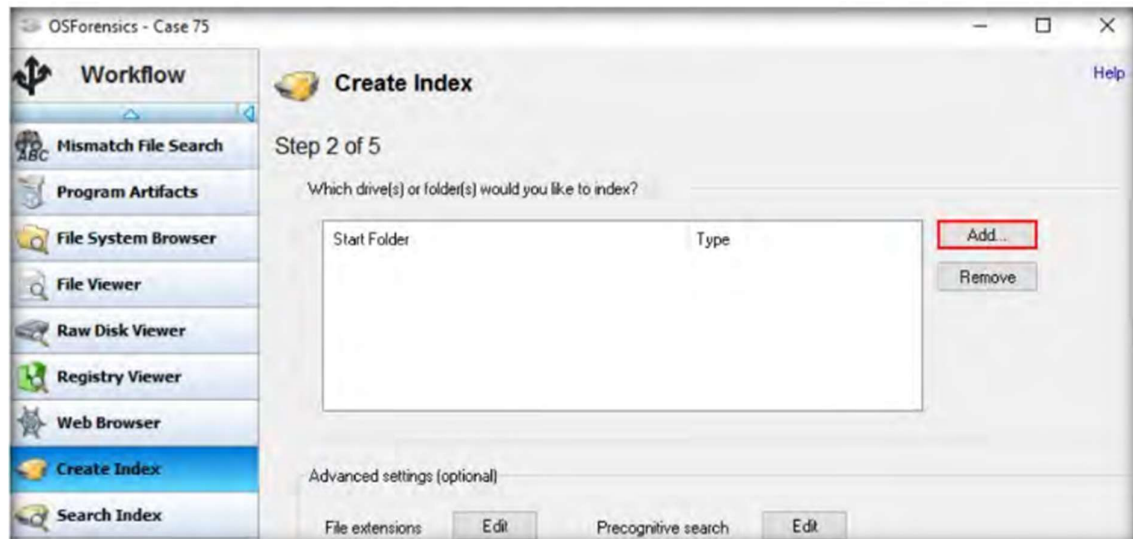 OSForensics - Case 75
Workflow
Mismatch File Search
Program Artifacts
File System Browser
File Viewer
Raw Disk Viewer
Registry Viewer
Web Browser
Create Index
Search Index
Create Index
Help
Step 2 of 5
Which drive(s) or folder(s) would you like to index?
Start Folder Type
Add...
Remove
Advanced settings (optional)
File extensions Edit Precognitive search Edit
ABC